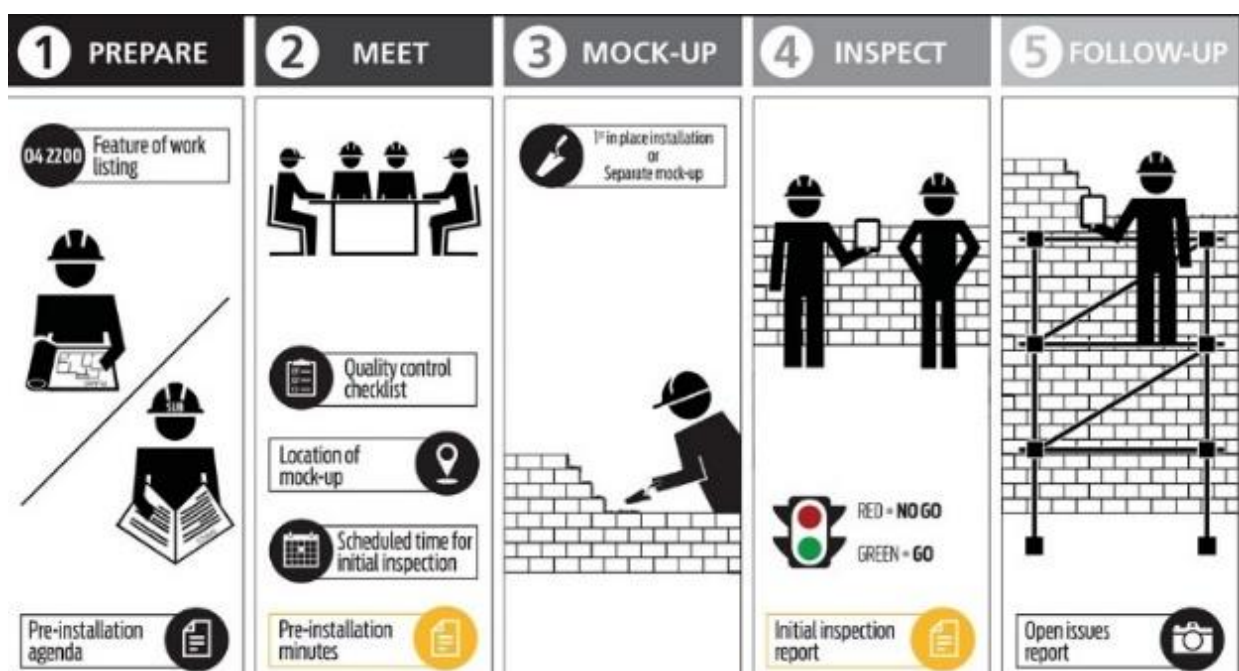 1 PREPARE
2 MEET
3 MOCK-UP
4 INSPECT
5 FOLLOW-UP
04 2200
Feature of work
listing
SUB
Pre-installation
agenda
Quality control
checklist
Location of
mock-up
Scheduled time for
initial inspection
Pre-installation
minutes
1st in place installation
or
Separate mock-up
RED = NO GO
GREEN = GO
Initial inspection
report
Open issues
report